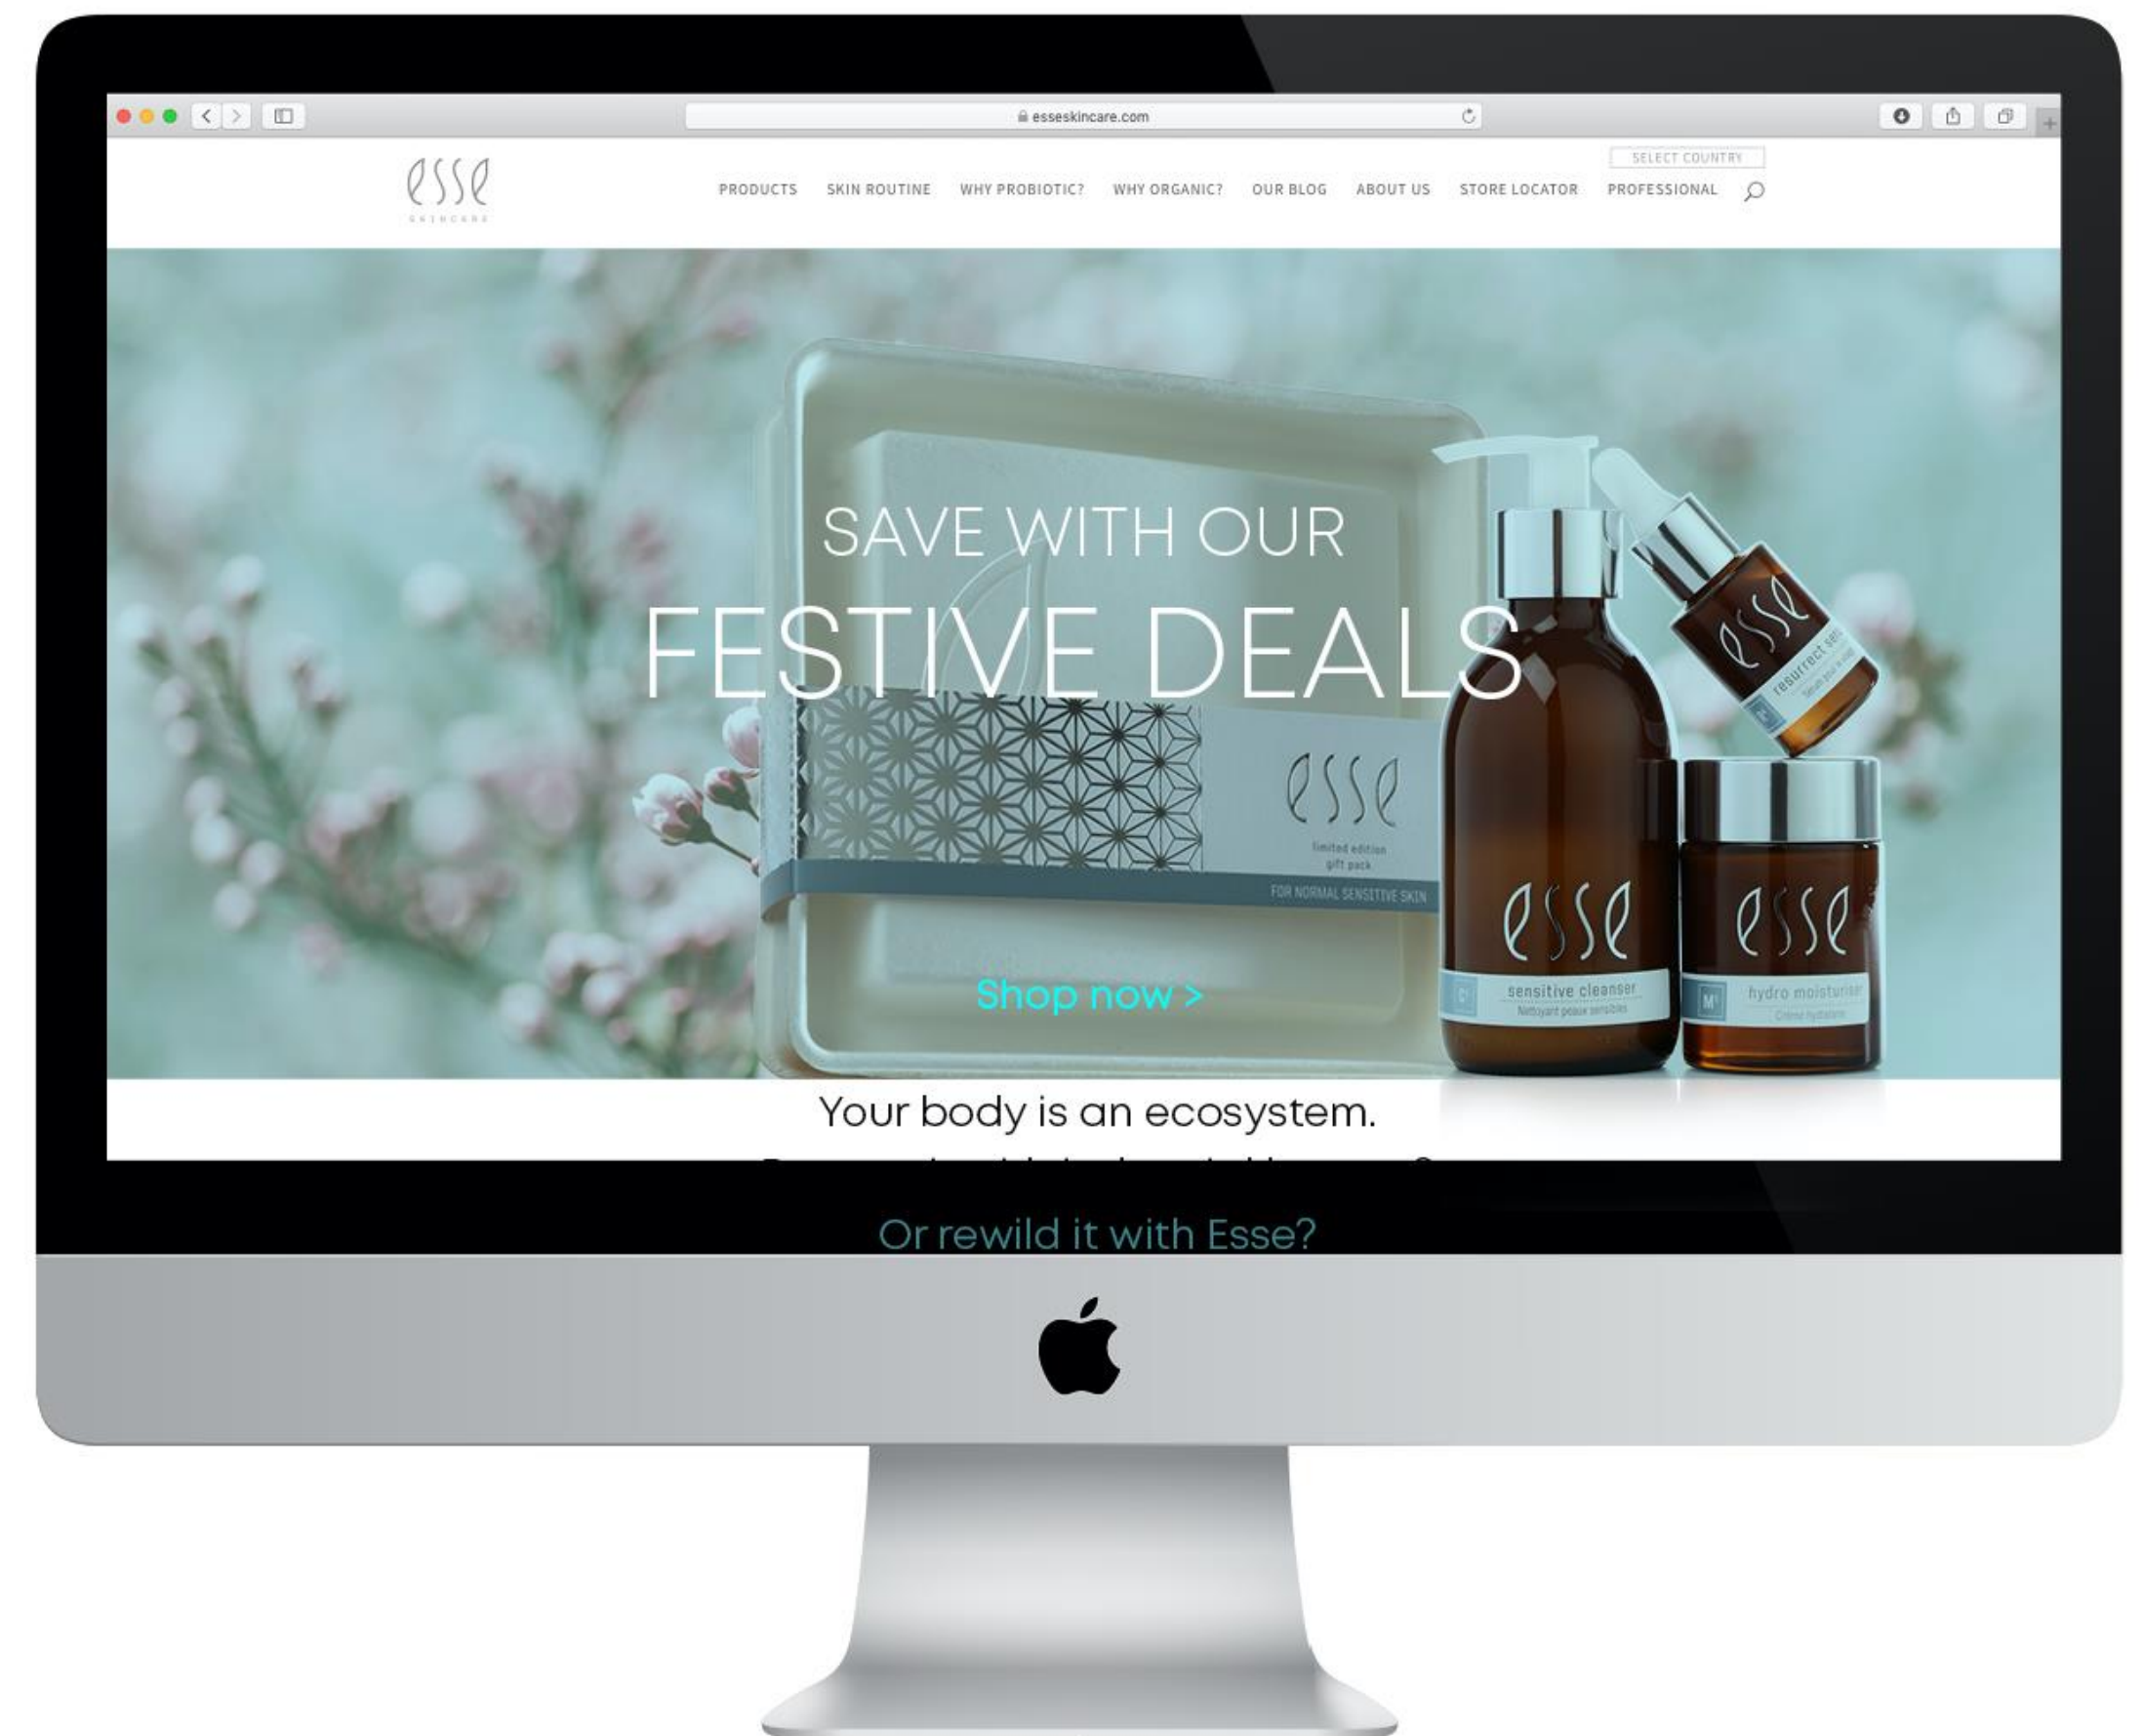 esseskincare.com
esse
SKINCARE
SELECT COUNTRY
PRODUCTS SKIN ROUTINE WHY PROBIOTIC? WHY ORGANIC? OUR BLOG ABOUT US STORE LOCATOR PROFESSIONAL
SAVE WITH OUR
FESTIVE DEALS
esse
limited edition
gift pack
FOR NORMAL SENSITIVE SKIN
esse
resurrect
esse
C
sensitive cleanser
Nettoyant peaux sensibles
esse
M
hydro moisturiser
Crème hydratante
Shop now >
Your body is an ecosystem.
Or rewild it with Esse?